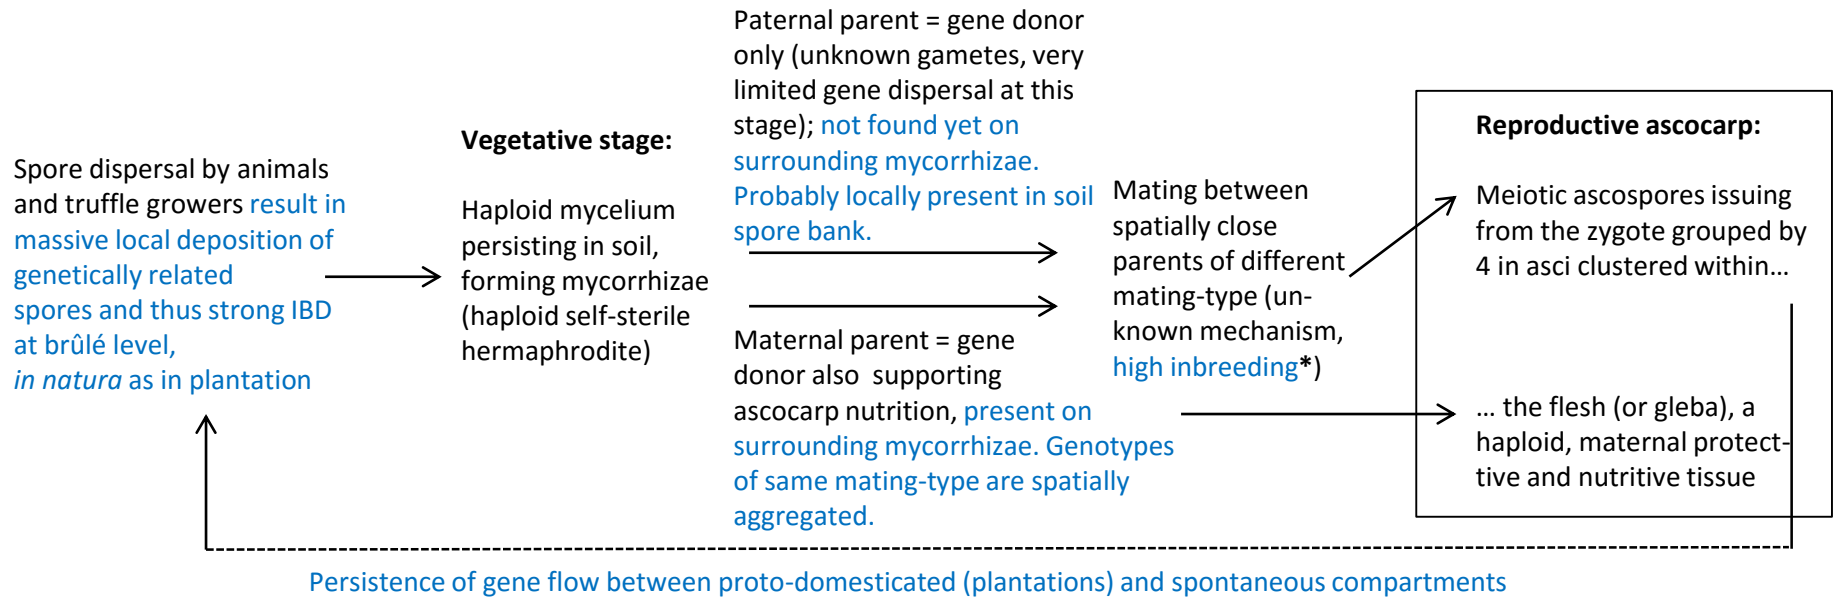 Spore dispersal by animals
and truffle growers result in
massive local deposition of
genetically related
spores and thus strong IBD
at brûlé level,
in natura as in plantation
Vegetative stage:
Haploid mycelium
persisting in soil,
forming mycorrhizae
(haploid self-sterile
hermaphrodite)
Paternal parent = gene donor
only (unknown gametes, very
limited gene dispersal at this
stage); not found yet on
surrounding mycorrhizae.
Probably locally present in soil
spore bank.
Maternal parent = gene
donor also supporting
ascocarp nutrition, present on
surrounding mycorrhizae. Genotypes
of same mating-type are spatially
aggregated.
Mating between
spatially close
parents of different
mating-type (un-
known mechanism,
high inbreeding*)
Reproductive ascocarp:
Meiotic ascospores issuing
from the zygote grouped by
4 in asci clustered within…
… the flesh (or gleba), a
haploid, maternal protect-
tive and nutritive tissue
Persistence of gene flow between proto-domesticated (plantations) and spontaneous compartments